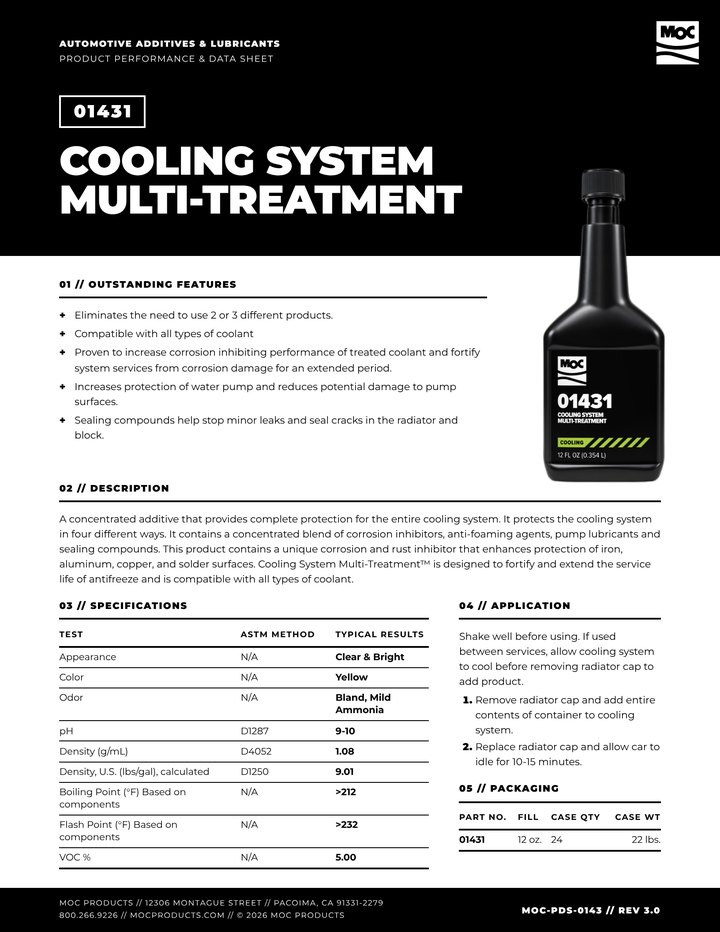 AUTOMOTIVE ADDITIVES & LUBRICANTS
PRODUCT PERFORMANCE & DATA SHEET
MOC
01431
COOLING SYSTEM
MULTI-TREATMENT
01 // OUTSTANDING FEATURES
+ Eliminates the need to use 2 or 3 different products.
+ Compatible with all types of coolant
+ Proven to increase corrosion inhibiting performance of treated coolant and fortify
system services from corrosion damage for an extended period.
+ Increases protection of water pump and reduces potential damage to pump
surfaces.
+ Sealing compounds help stop minor leaks and seal cracks in the radiator and
block.
MOC
01431
COOLING SYSTEM
MULTI-TREATMENT
COOLING
12 FL OZ (0.354 L)
02 // DESCRIPTION
A concentrated additive that provides complete protection for the entire cooling system. It protects the cooling system
in four different ways. It contains a concentrated blend of corrosion inhibitors, anti-foaming agents, pump lubricants and
sealing compounds. This product contains a unique corrosion and rust inhibitor that enhances protection of iron,
aluminum, copper, and solder surfaces. Cooling System Multi-Treatment™ is designed to fortify and extend the service
life of antifreeze and is compatible with all types of coolant.
03 // SPECIFICATIONS
TEST ASTM METHOD TYPICAL RESULTS
Appearance N/A Clear & Bright
Color N/A Yellow
Odor N/A Bland, Mild
Ammonia
pH D1287 9-10
Density (g/mL) D4052 1.08
Density, U.S. (lbs/gal), calculated D1250 9.01
Boiling Point (°F) Based on N/A >212
components
Flash Point (°F) Based on N/A >232
components
VOC % N/A 5.00
04 // APPLICATION
Shake well before using. If used
between services, allow cooling system
to cool before removing radiator cap to
add product.
1. Remove radiator cap and add entire
contents of container to cooling
system.
2. Replace radiator cap and allow car to
idle for 10-15 minutes.
05 // PACKAGING
PART NO. FILL CASE QTY CASE WT
01431 12 oz. 24 22 lbs.
MOC PRODUCTS // 12306 MONTAGUE STREET // PACOIMA, CA 91331-2279
800.266.9226 // MOCPRODUCTS.COM // © 2026 MOC PRODUCTS
MOC-PDS-0143 // REV 3.0